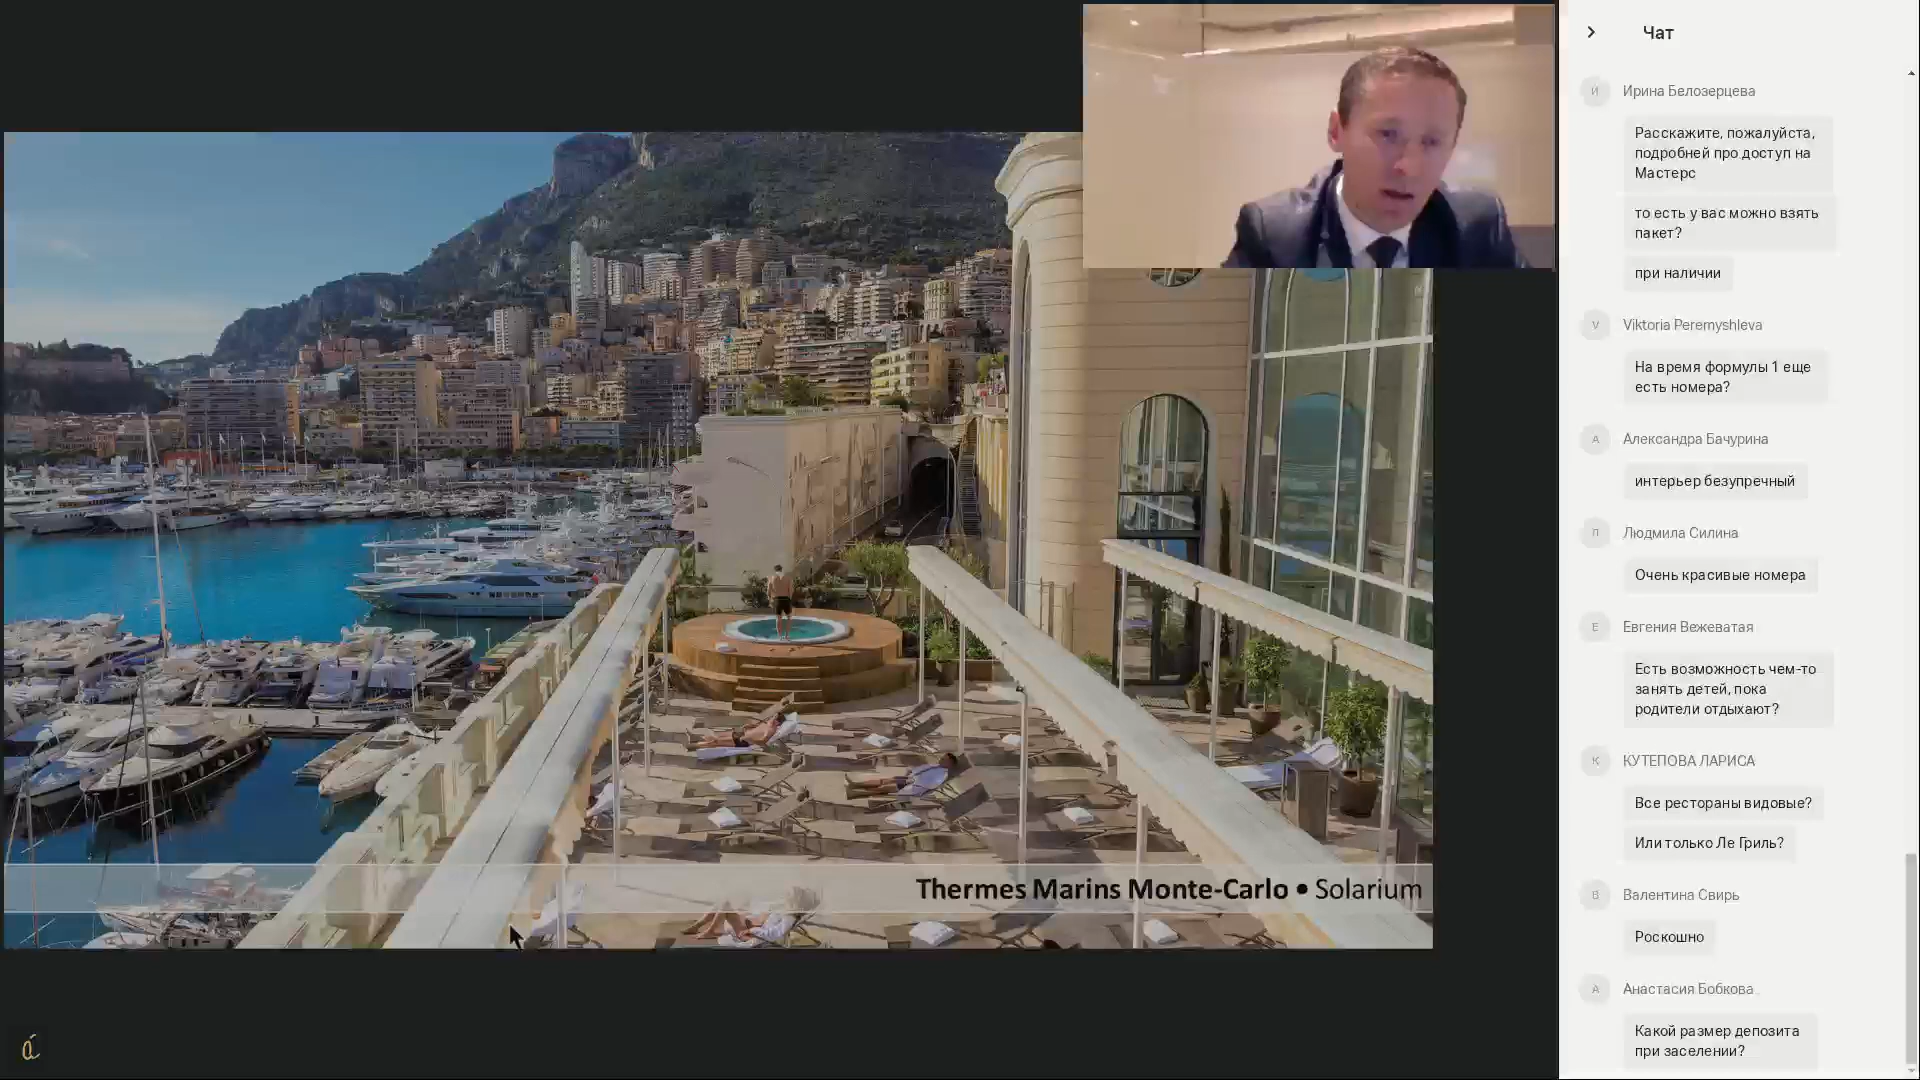 Thermes Marins Monte-Carlo • Solarium
á
Чат
И
Ирина Белозерцева
Расскажите, пожалуйста,
подробней про доступ на
Мастерс
то есть у вас можно взять
пакет?
при наличии
V
Viktoria Peremyshleva
На время формулы 1 еще
есть номера?
А
Александра Бачурина
интерьер безупречный
Л
Людмила Силина
Очень красивые номера
Е
Евгения Вежеватая
Есть возможность чем-то
занять детей, пока
родители отдыхают?
К
КУТЕПОВА ЛАРИСА
Все рестораны видовые?
Или только Ле Гриль?
В
Валентина Свирь
Роскошно
А
Анастасия Бобкова
Какой размер депозита
при заселении?